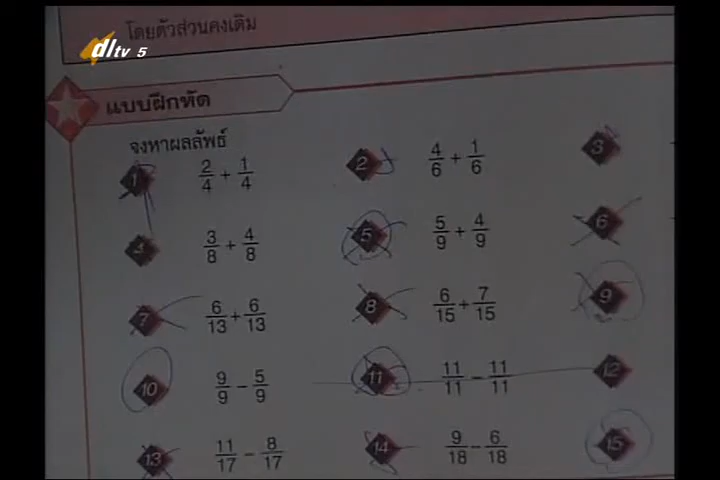 โดยตัวส่วนคงเดิม
dltv 5
แบบฝึกหัด
จงหาผลลัพธ์
1 2/4 + 1/4 2 4/6 + 1/6 3
4 3/8 + 4/8 5 5/9 + 4/9 6
7 6/13 + 6/13 8 6/15 + 7/15 9
10 9/9 - 5/9 11 11/11 - 11/11 12
13 11/17 - 8/17 14 9/18 - 6/18 15